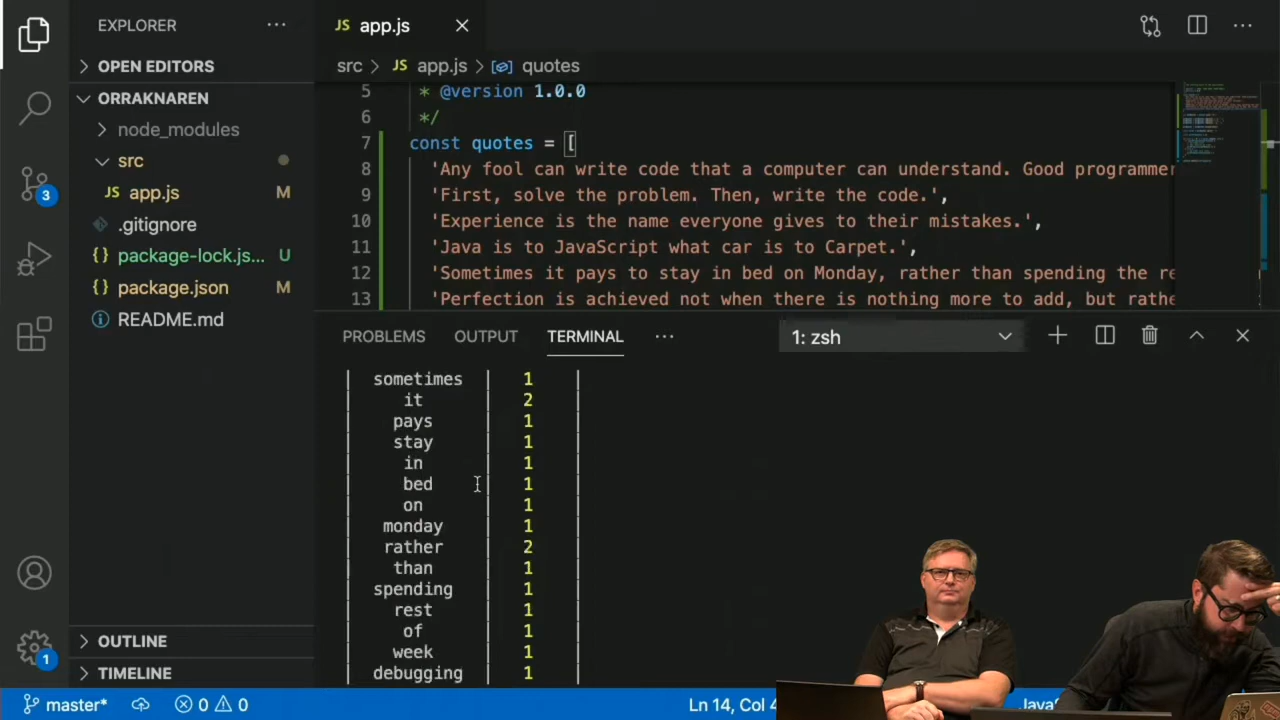 EXPLORER
OPEN EDITORS
ORRAKNAREN
node_modules
src
JS app.js M
.gitignore
{} package-lock.js... U
{} package.json M
README.md
OUTLINE
TIMELINE
3
1
JS app.js
src > JS app.js > quotes
5 * @version 1.0.0
6 */
7 const quotes = [
8 'Any fool can write code that a computer can understand. Good programmer
9 'First, solve the problem. Then, write the code.',
10 'Experience is the name everyone gives to their mistakes.',
11 'Java is to JavaScript what car is to Carpet.',
12 'Sometimes it pays to stay in bed on Monday, rather than spending the re
13 'Perfection is achieved not when there is nothing more to add, but rathe
PROBLEMS OUTPUT TERMINAL ... 1: zsh
sometimes 1
it 2
pays 1
stay 1
in 1
bed 1
on 1
monday 1
rather 2
than 1
spending 1
rest 1
of 1
week 1
debugging 1
master* 0 0 Ln 14, Col 4 JavaS